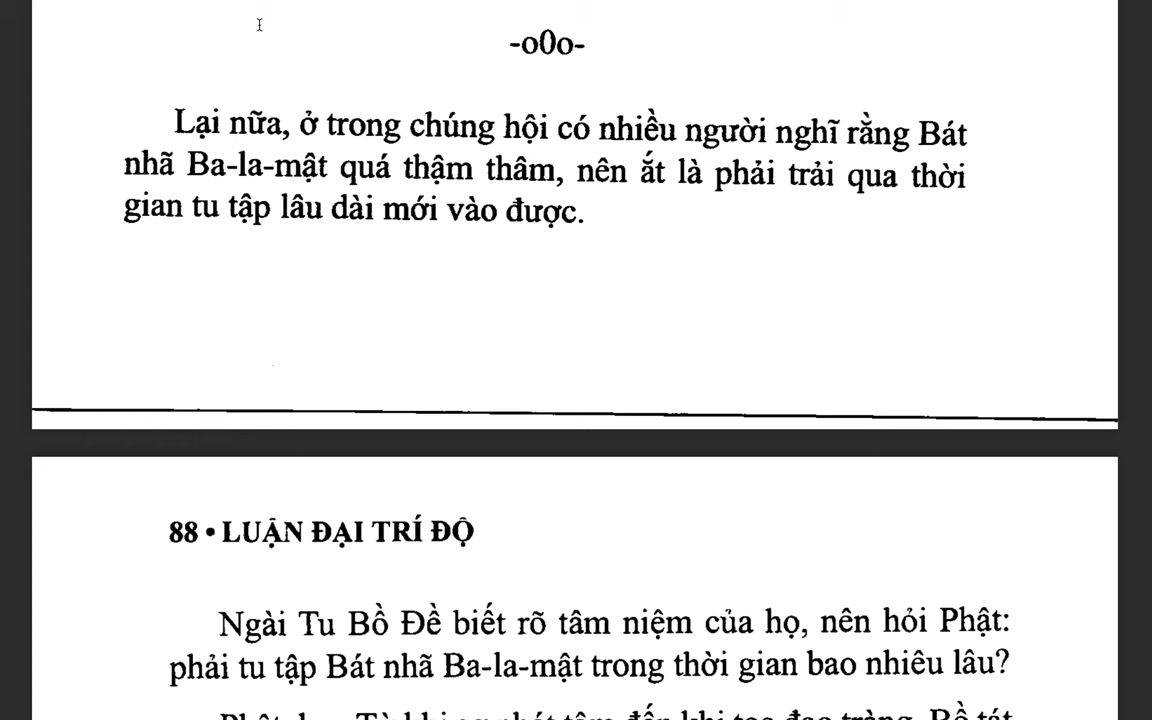 -o0o-
Lại nữa, ở trong chúng hội có nhiều người nghĩ rằng Bát
nhã Ba-la-mật quá thậm thâm, nên ắt là phải trải qua thời
gian tu tập lâu dài mới vào được.
88 • LUẬN ĐẠI TRÍ ĐỘ
Ngài Tu Bồ Đề biết rõ tâm niệm của họ, nên hỏi Phật:
phải tu tập Bát nhã Ba-la-mật trong thời gian bao nhiêu lâu?